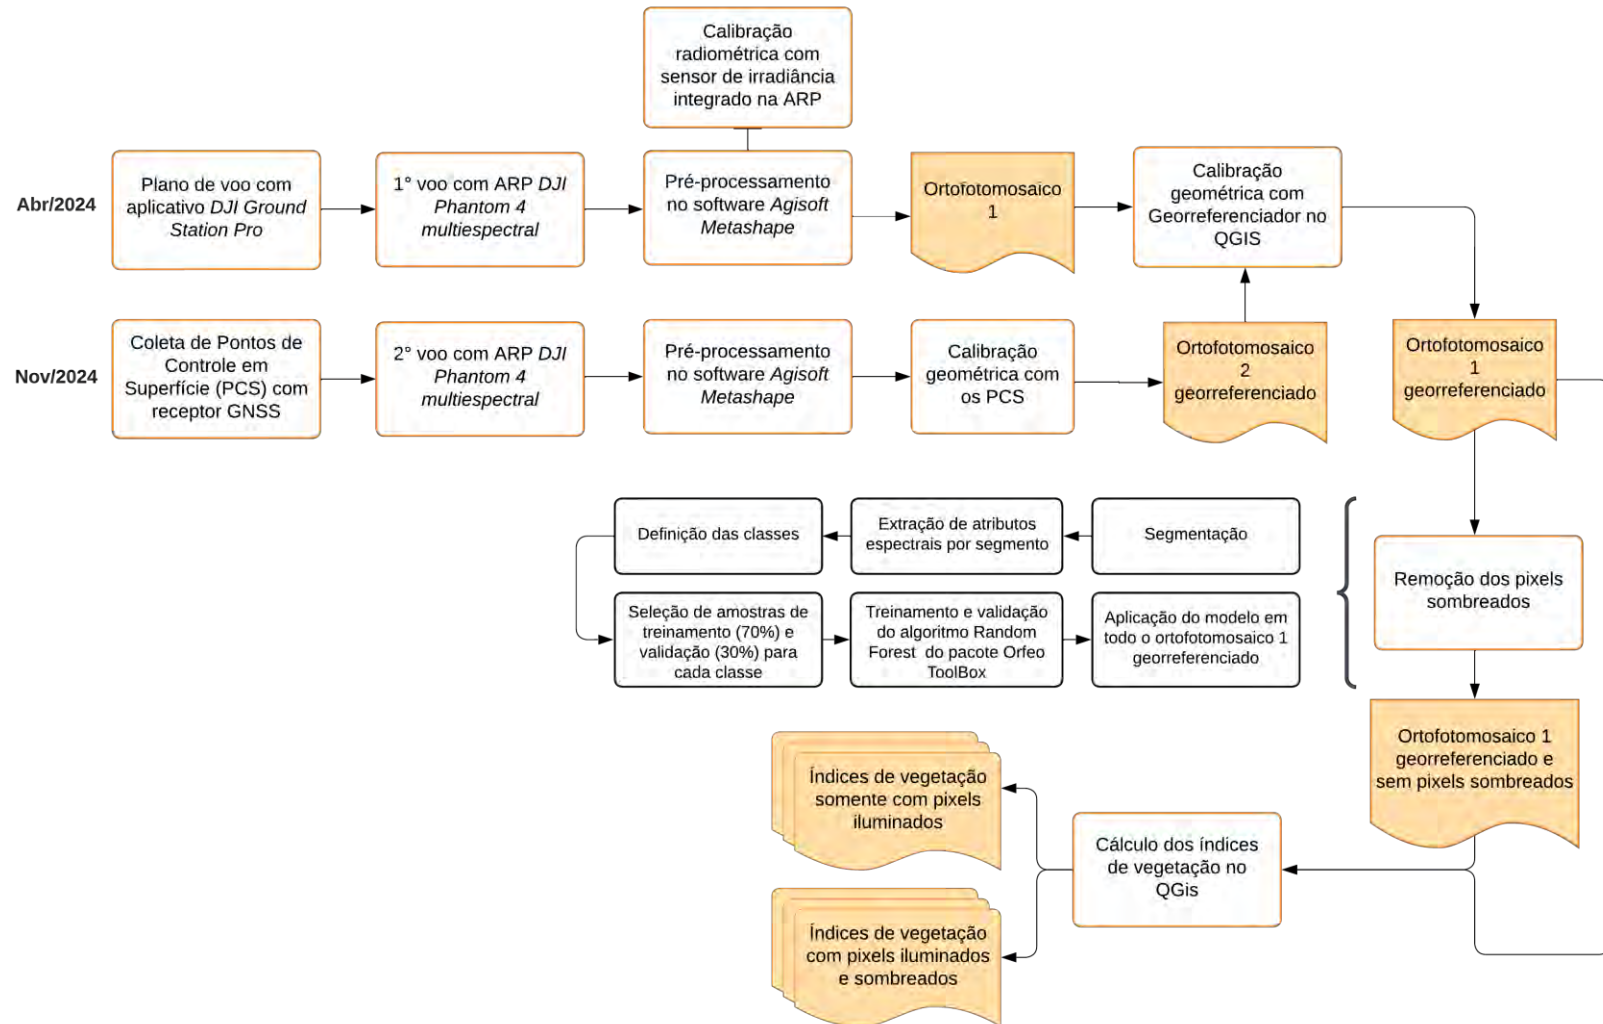 Calibração
radiométrica com
sensor de irradiância
integrado na ARP
Abr/2024
Plano de voo com
aplicativo DJI Ground
Station Pro
1° voo com ARP DJI
Phantom 4
multiespectral
Pré-processamento
no software Agisoft
Metashape
Ortofotomosaico
1
Calibração
geométrica com
Georreferenciador no
QGIS
Nov/2024
Coleta de Pontos de
Controle em
Superfície (PCS) com
receptor GNSS
2° voo com ARP DJI
Phantom 4
multiespectral
Pré-processamento
no software Agisoft
Metashape
Calibração
geométrica com
os PCS
Ortofotomosaico
2
georreferenciado
Ortofotomosaico
1
georreferenciado
Definição das classes
Extração de atributos
espectrais por segmento
Segmentação
Seleção de amostras de
treinamento (70%) e
validação (30%) para
cada classe
Treinamento e validação
do algoritmo Random
Forest do pacote Orfeo
ToolBox
Aplicação do modelo em
todo o ortofotomosaico 1
georreferenciado
Remoção dos pixels
sombreados
Ortofotomosaico 1
georreferenciado e
sem pixels sombreados
Índices de vegetação
somente com pixels
iluminados
Cálculo dos índices
de vegetação no
QGis
Índices de vegetação
com pixels iluminados
e sombreados